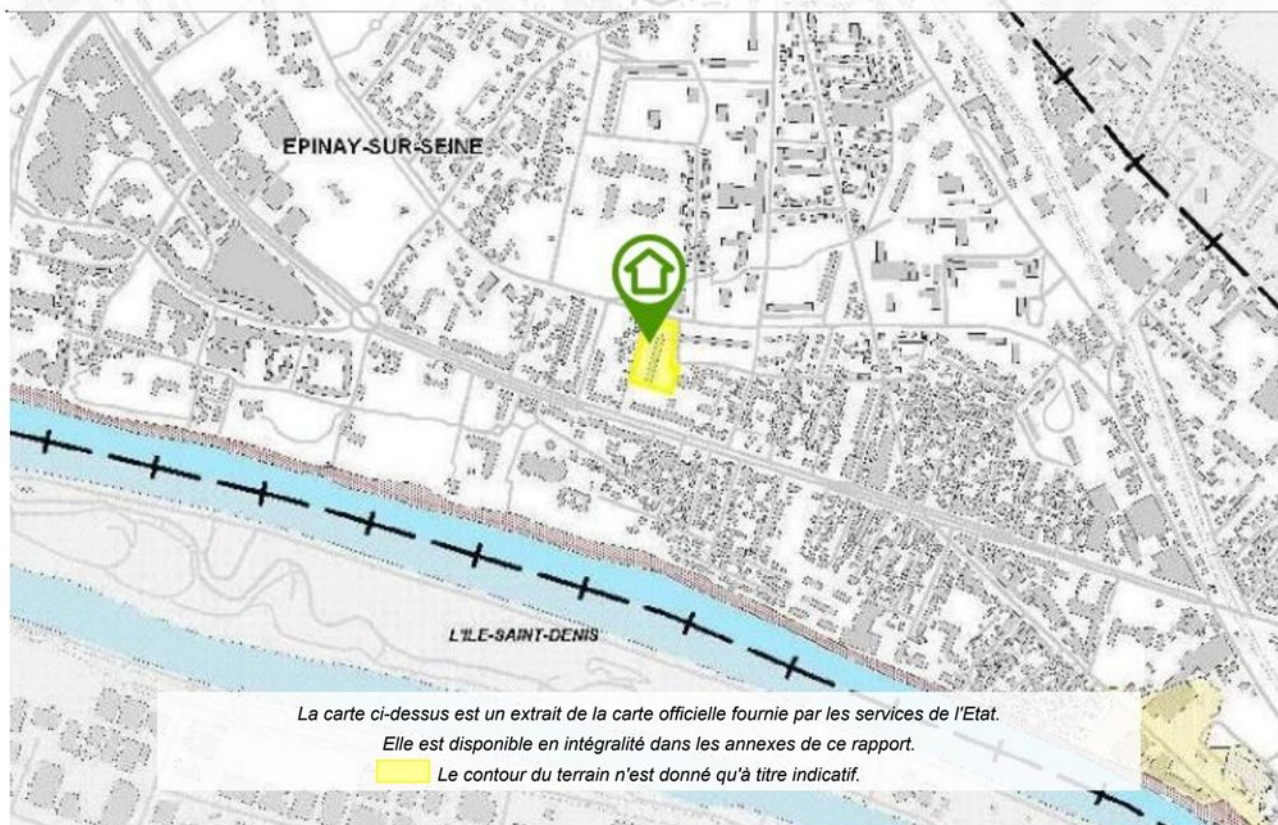 EPINAY-SUR-SEINE
L'ILE-SAINT-DENIS
La carte ci-dessus est un extrait de la carte officielle fournie par les services de l'Etat.
Elle est disponible en intégralité dans les annexes de ce rapport.
Le contour du terrain n'est donné qu'à titre indicatif.